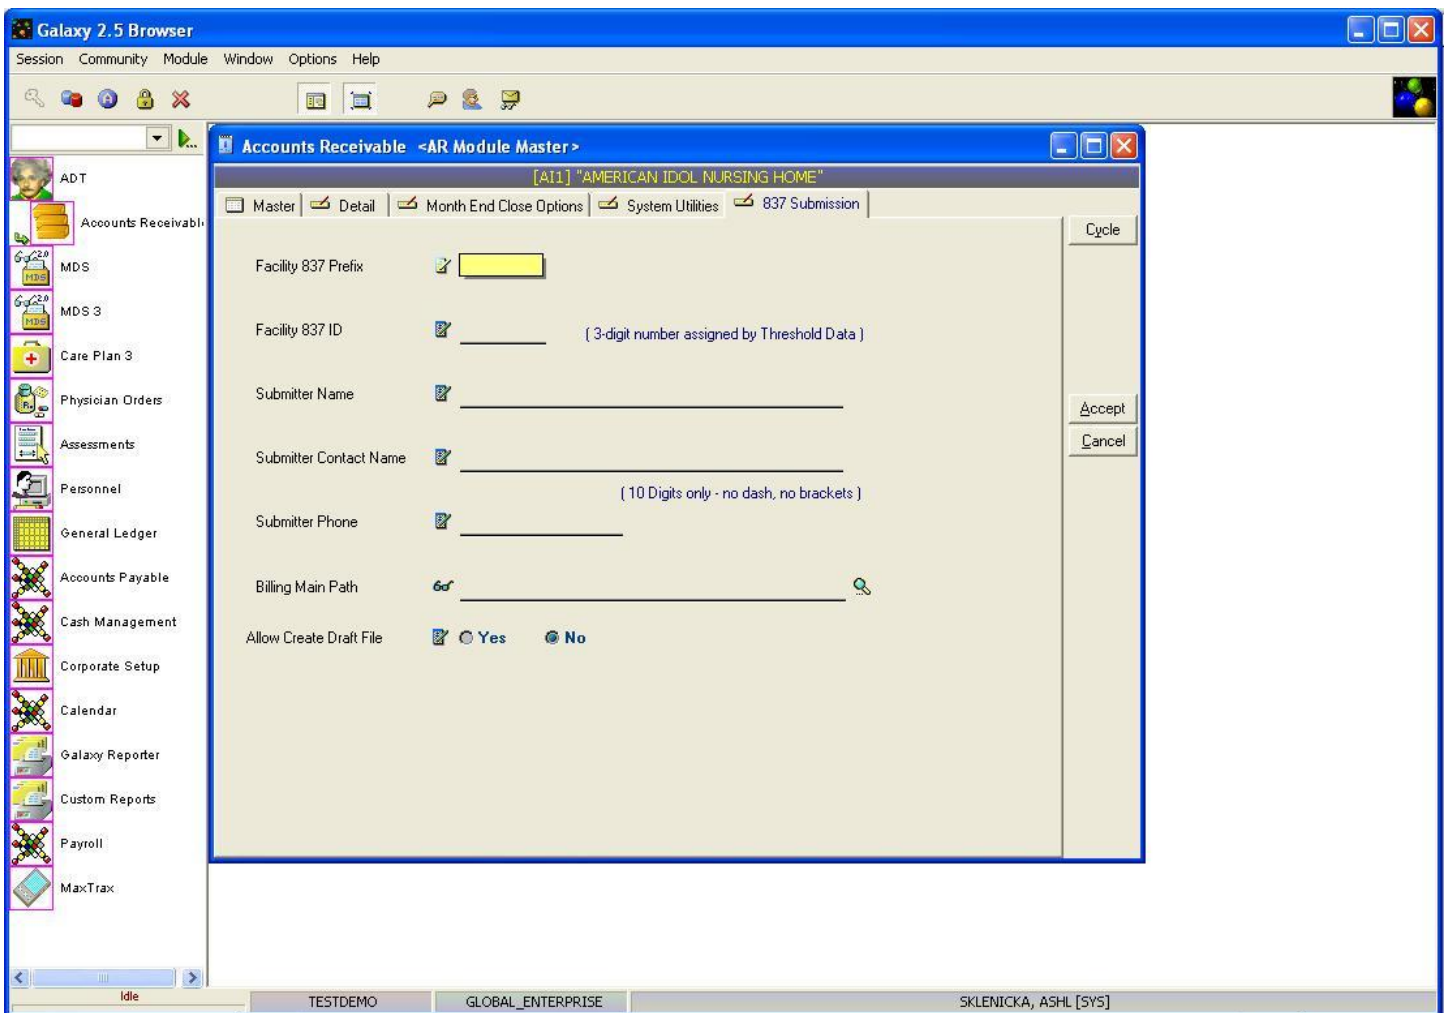 Galaxy 2.5 Browser
Session Community Module Window Options Help
Accounts Receivable <AR Module Master>
[AI1] "AMERICAN IDOL NURSING HOME"
Master Detail Month End Close Options System Utilities 837 Submission
Cycle
Facility 837 Prefix
Facility 837 ID ( 3-digit number assigned by Threshold Data )
Submitter Name
Accept
Cancel
Submitter Contact Name
( 10 Digits only - no dash, no brackets )
Submitter Phone
Billing Main Path
Allow Create Draft File Yes No
ADT
Accounts Receivabl
MDS
MDS 3
Care Plan 3
Physician Orders
Assessments
Personnel
General Ledger
Accounts Payable
Cash Management
Corporate Setup
Calendar
Galaxy Reporter
Custom Reports
Payroll
MaxTrax
Idle
TESTDEMO GLOBAL_ENTERPRISE SKLENICKA, ASHL [SYS]